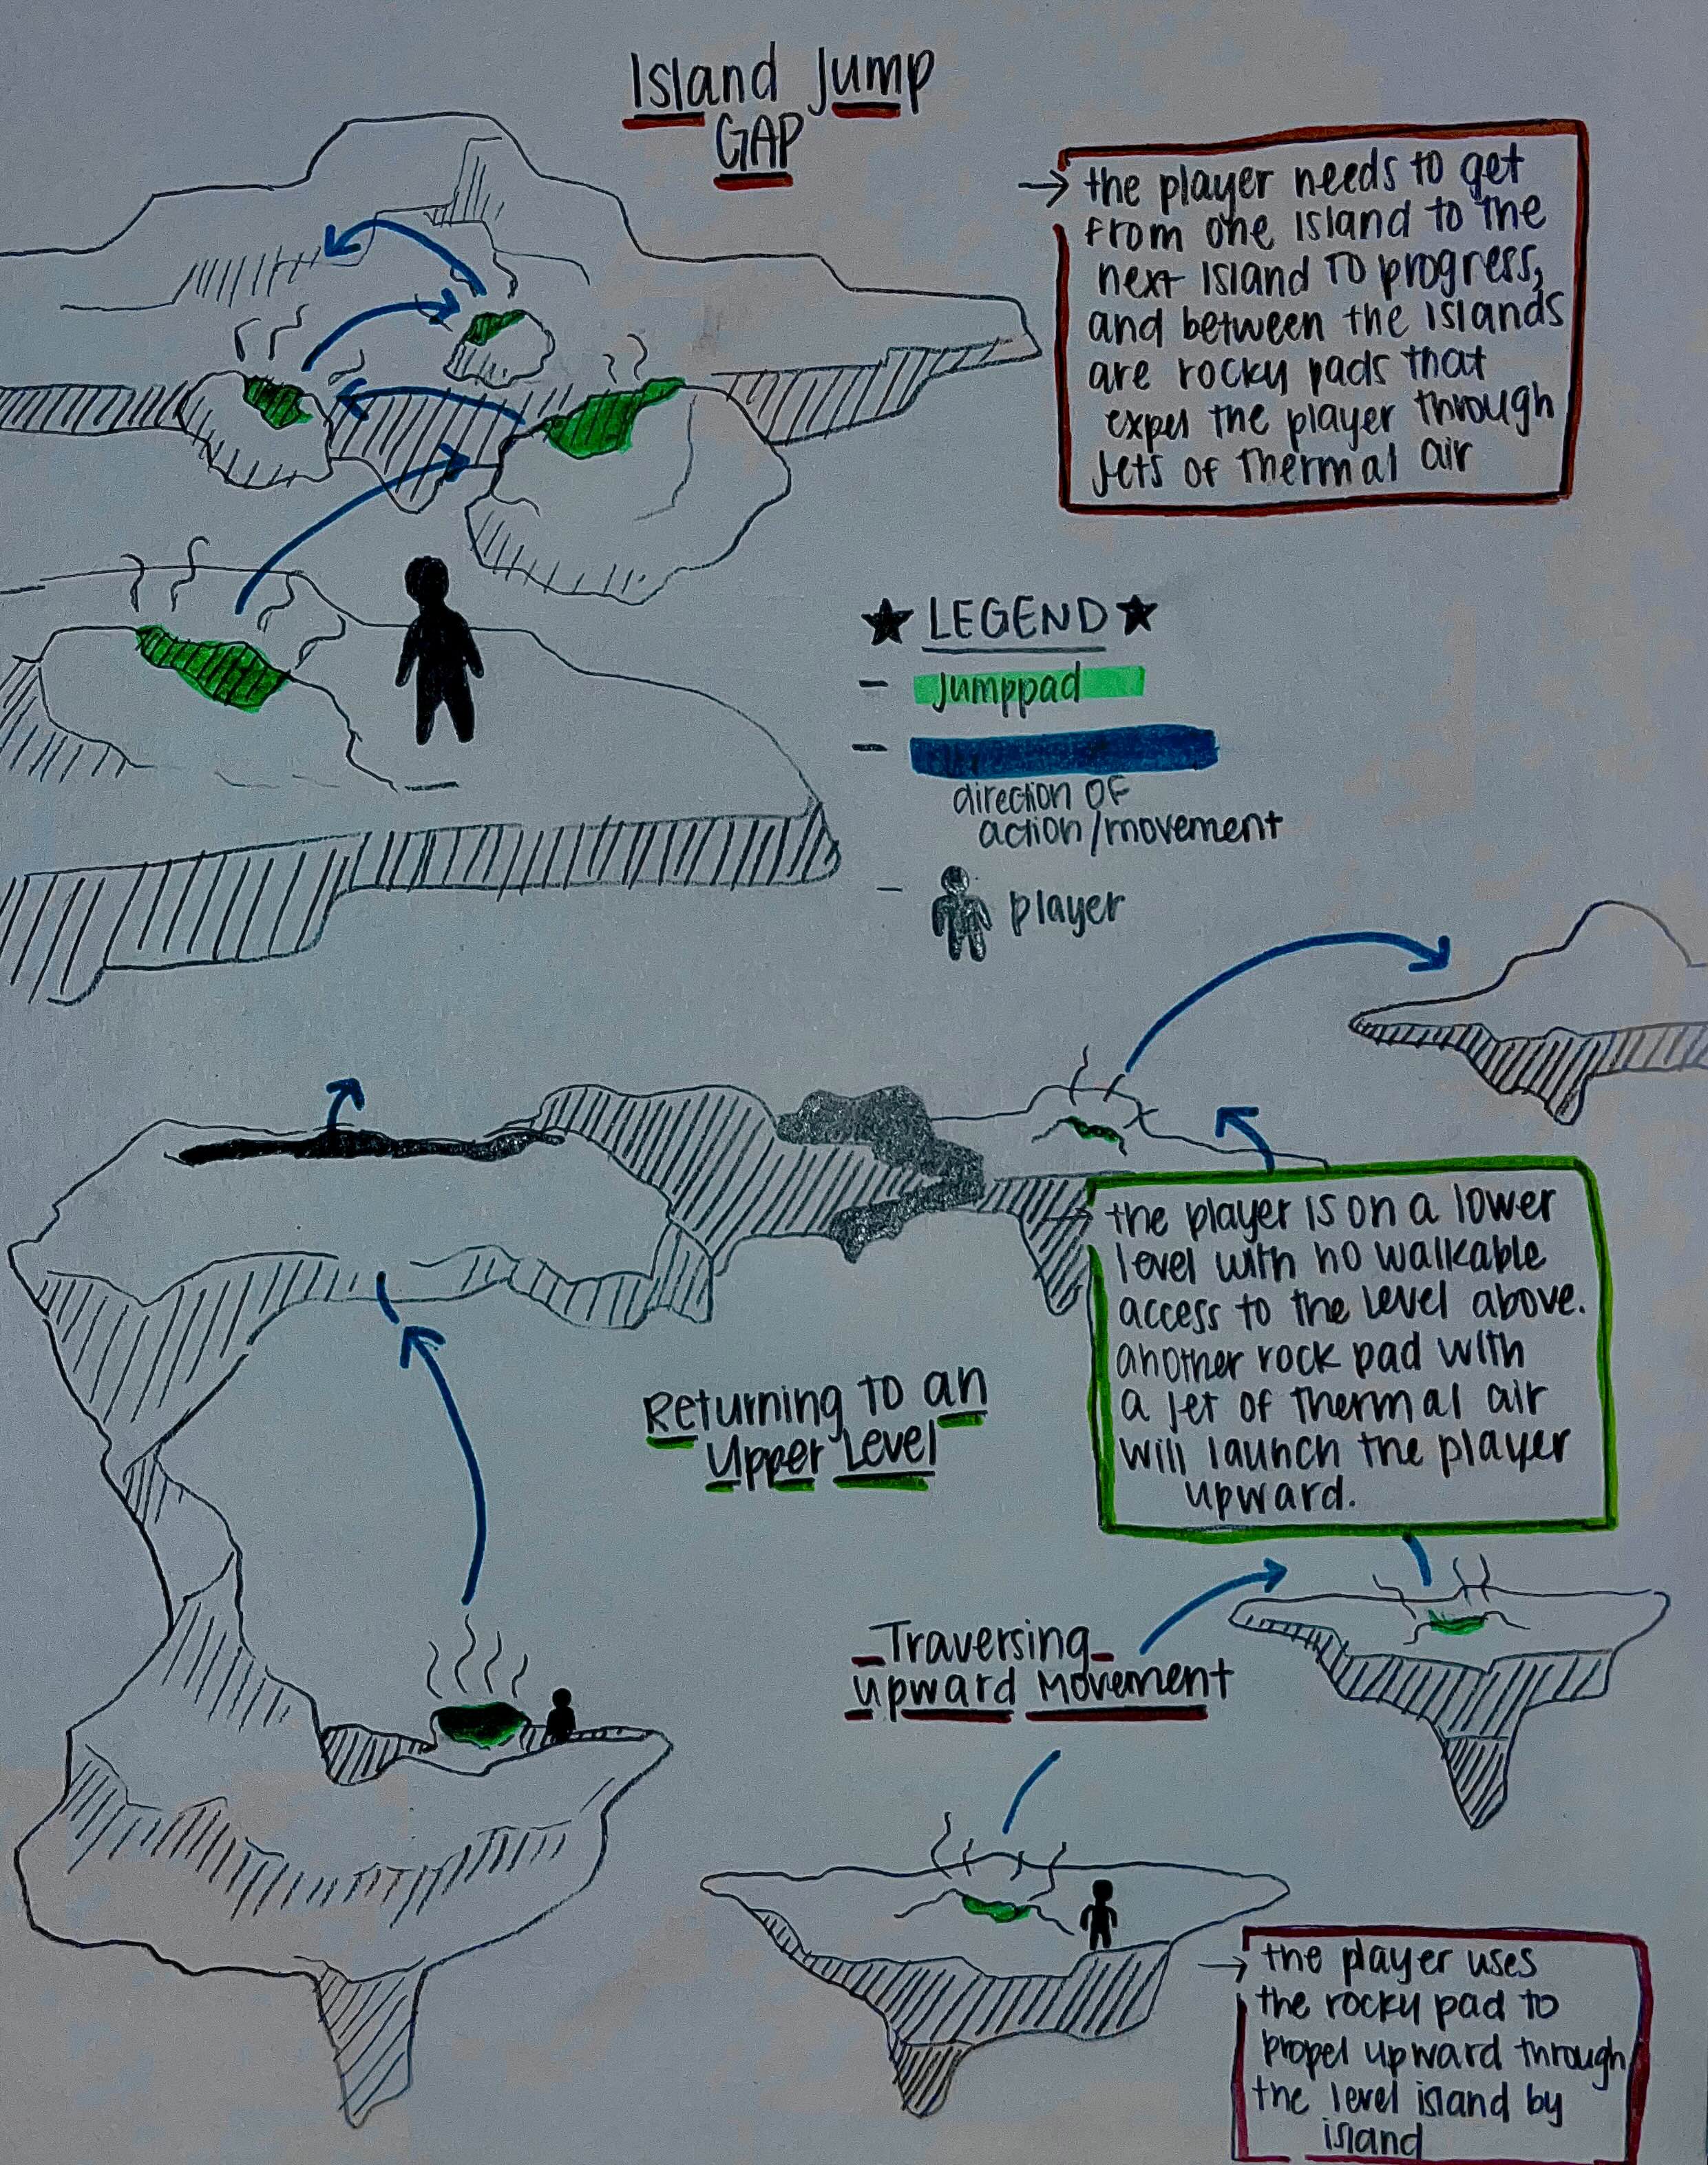 Island Jump
GAP
→ the player needs to get
from one island to the
next island to progress,
and between the islands
are rocky pads that
expel the player through
jets of thermal air
★ LEGEND ★
- Jumppad
-
direction of
action/movement
- player
→ the player is on a lower
level with no walkable
access to the level above.
another rock pad with
a jet of thermal air
will launch the player
upward.
Returning to an
Upper Level
Traversing
upward movement
→ the player uses
the rocky pad to
propel upward through
the level island by
island